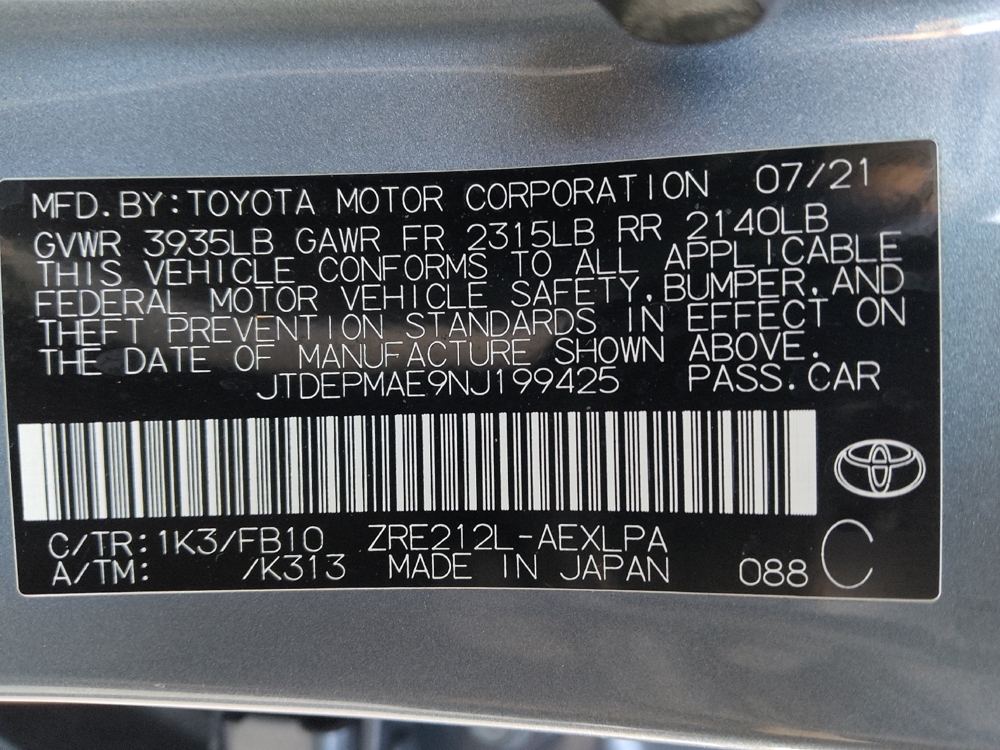 MFD.BY:TOYOTA MOTOR CORPORATION 07/21
GVWR 3935LB GAWR FR 2315LB RR 2140LB
THIS VEHICLE CONFORMS TO ALL APPLICABLE
FEDERAL MOTOR VEHICLE SAFETY,BUMPER,AND
THEFT PREVENTION STANDARDS IN EFFECT ON
THE DATE OF MANUFACTURE SHOWN ABOVE.
JTDEPMAE9NJ199425 PASS.CAR
C/TR:1K3/FB10 ZRE212L-AEXLPA
A/TM: /K313 MADE IN JAPAN 088 C